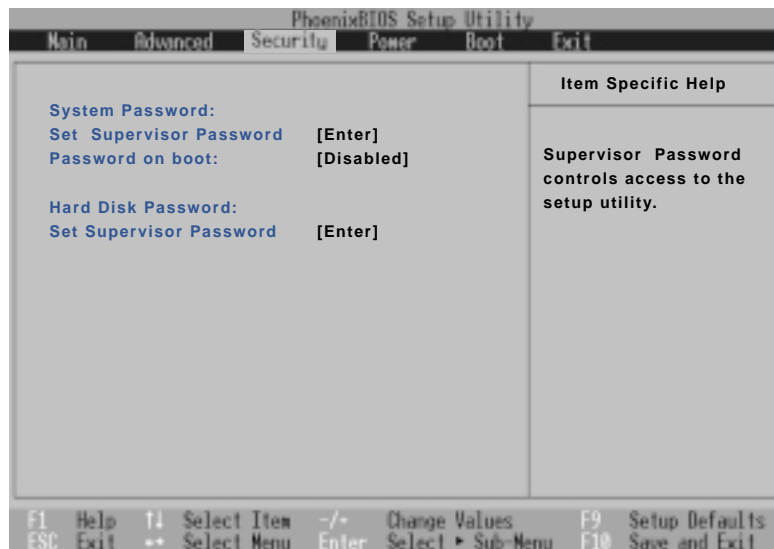 PhoenixBIOS Setup Utility
Main Advanced Security Power Boot Exit
Item Specific Help
System Password:
Set Supervisor Password [Enter]
Password on boot: [Disabled]
Supervisor Password
controls access to the
setup utility.
Hard Disk Password:
Set Supervisor Password [Enter]
F1 Help ↑↓ Select Item -/+ Change Values F9 Setup Defaults
ESC Exit ←→ Select Menu Enter Select ► Sub-Menu F10 Save and Exit